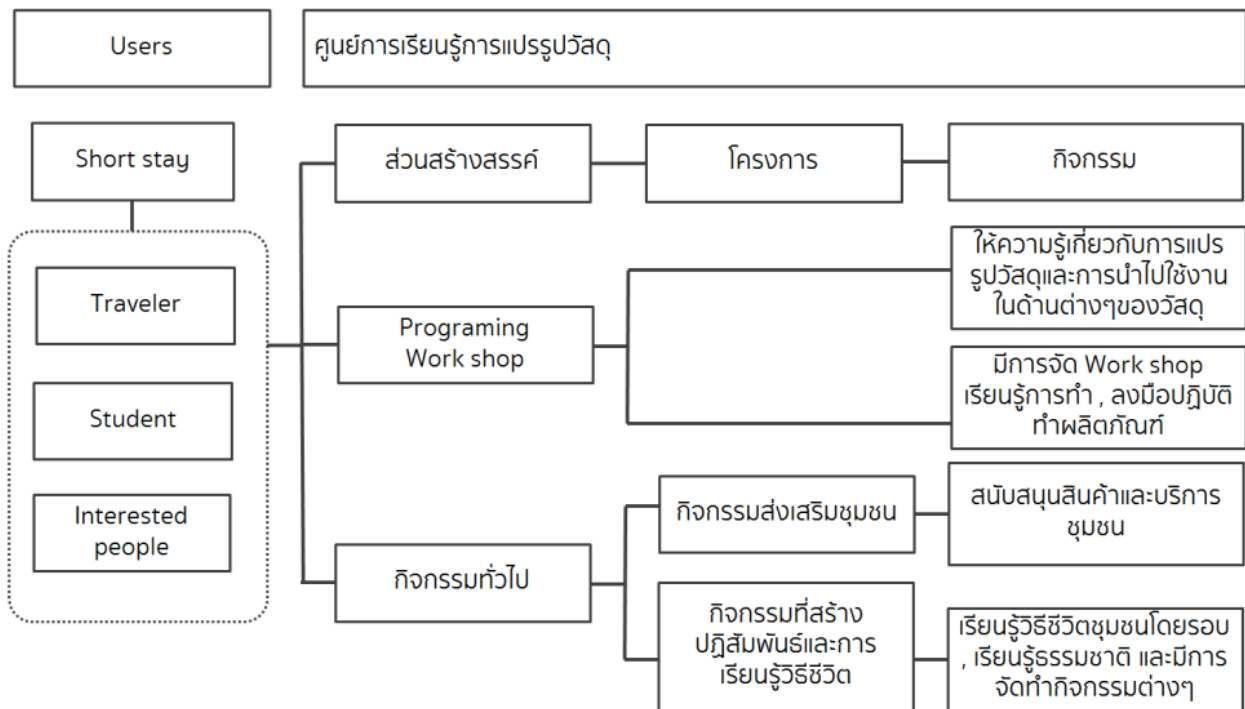 Users
ศูนย์การเรียนรู้การแปรรูปวัสดุ
Short stay
ส่วนสร้างสรรค์
โครงการ
กิจกรรม
Traveler
Student
Interested
people
Programing
Work shop
ให้ความรู้เกี่ยวกับการแปร
รูปวัสดุและการนำไปใช้งาน
ในด้านต่างๆของวัสดุ
มีการจัด Work shop
เรียนรู้การทำ , ลงมือปฏิบัติ
ทำผลิตภัณฑ์
กิจกรรมทั่วไป
กิจกรรมส่งเสริมชุมชน
สนับสนุนสินค้าและบริการ
ชุมชน
กิจกรรมที่สร้าง
ปฏิสัมพันธ์และการ
เรียนรู้วิธีชีวิต
เรียนรู้วิธีชีวิตชุมชนโดยรอบ
, เรียนรู้ธรรมชาติ และมีการ
จัดทำกิจกรรมต่างๆ